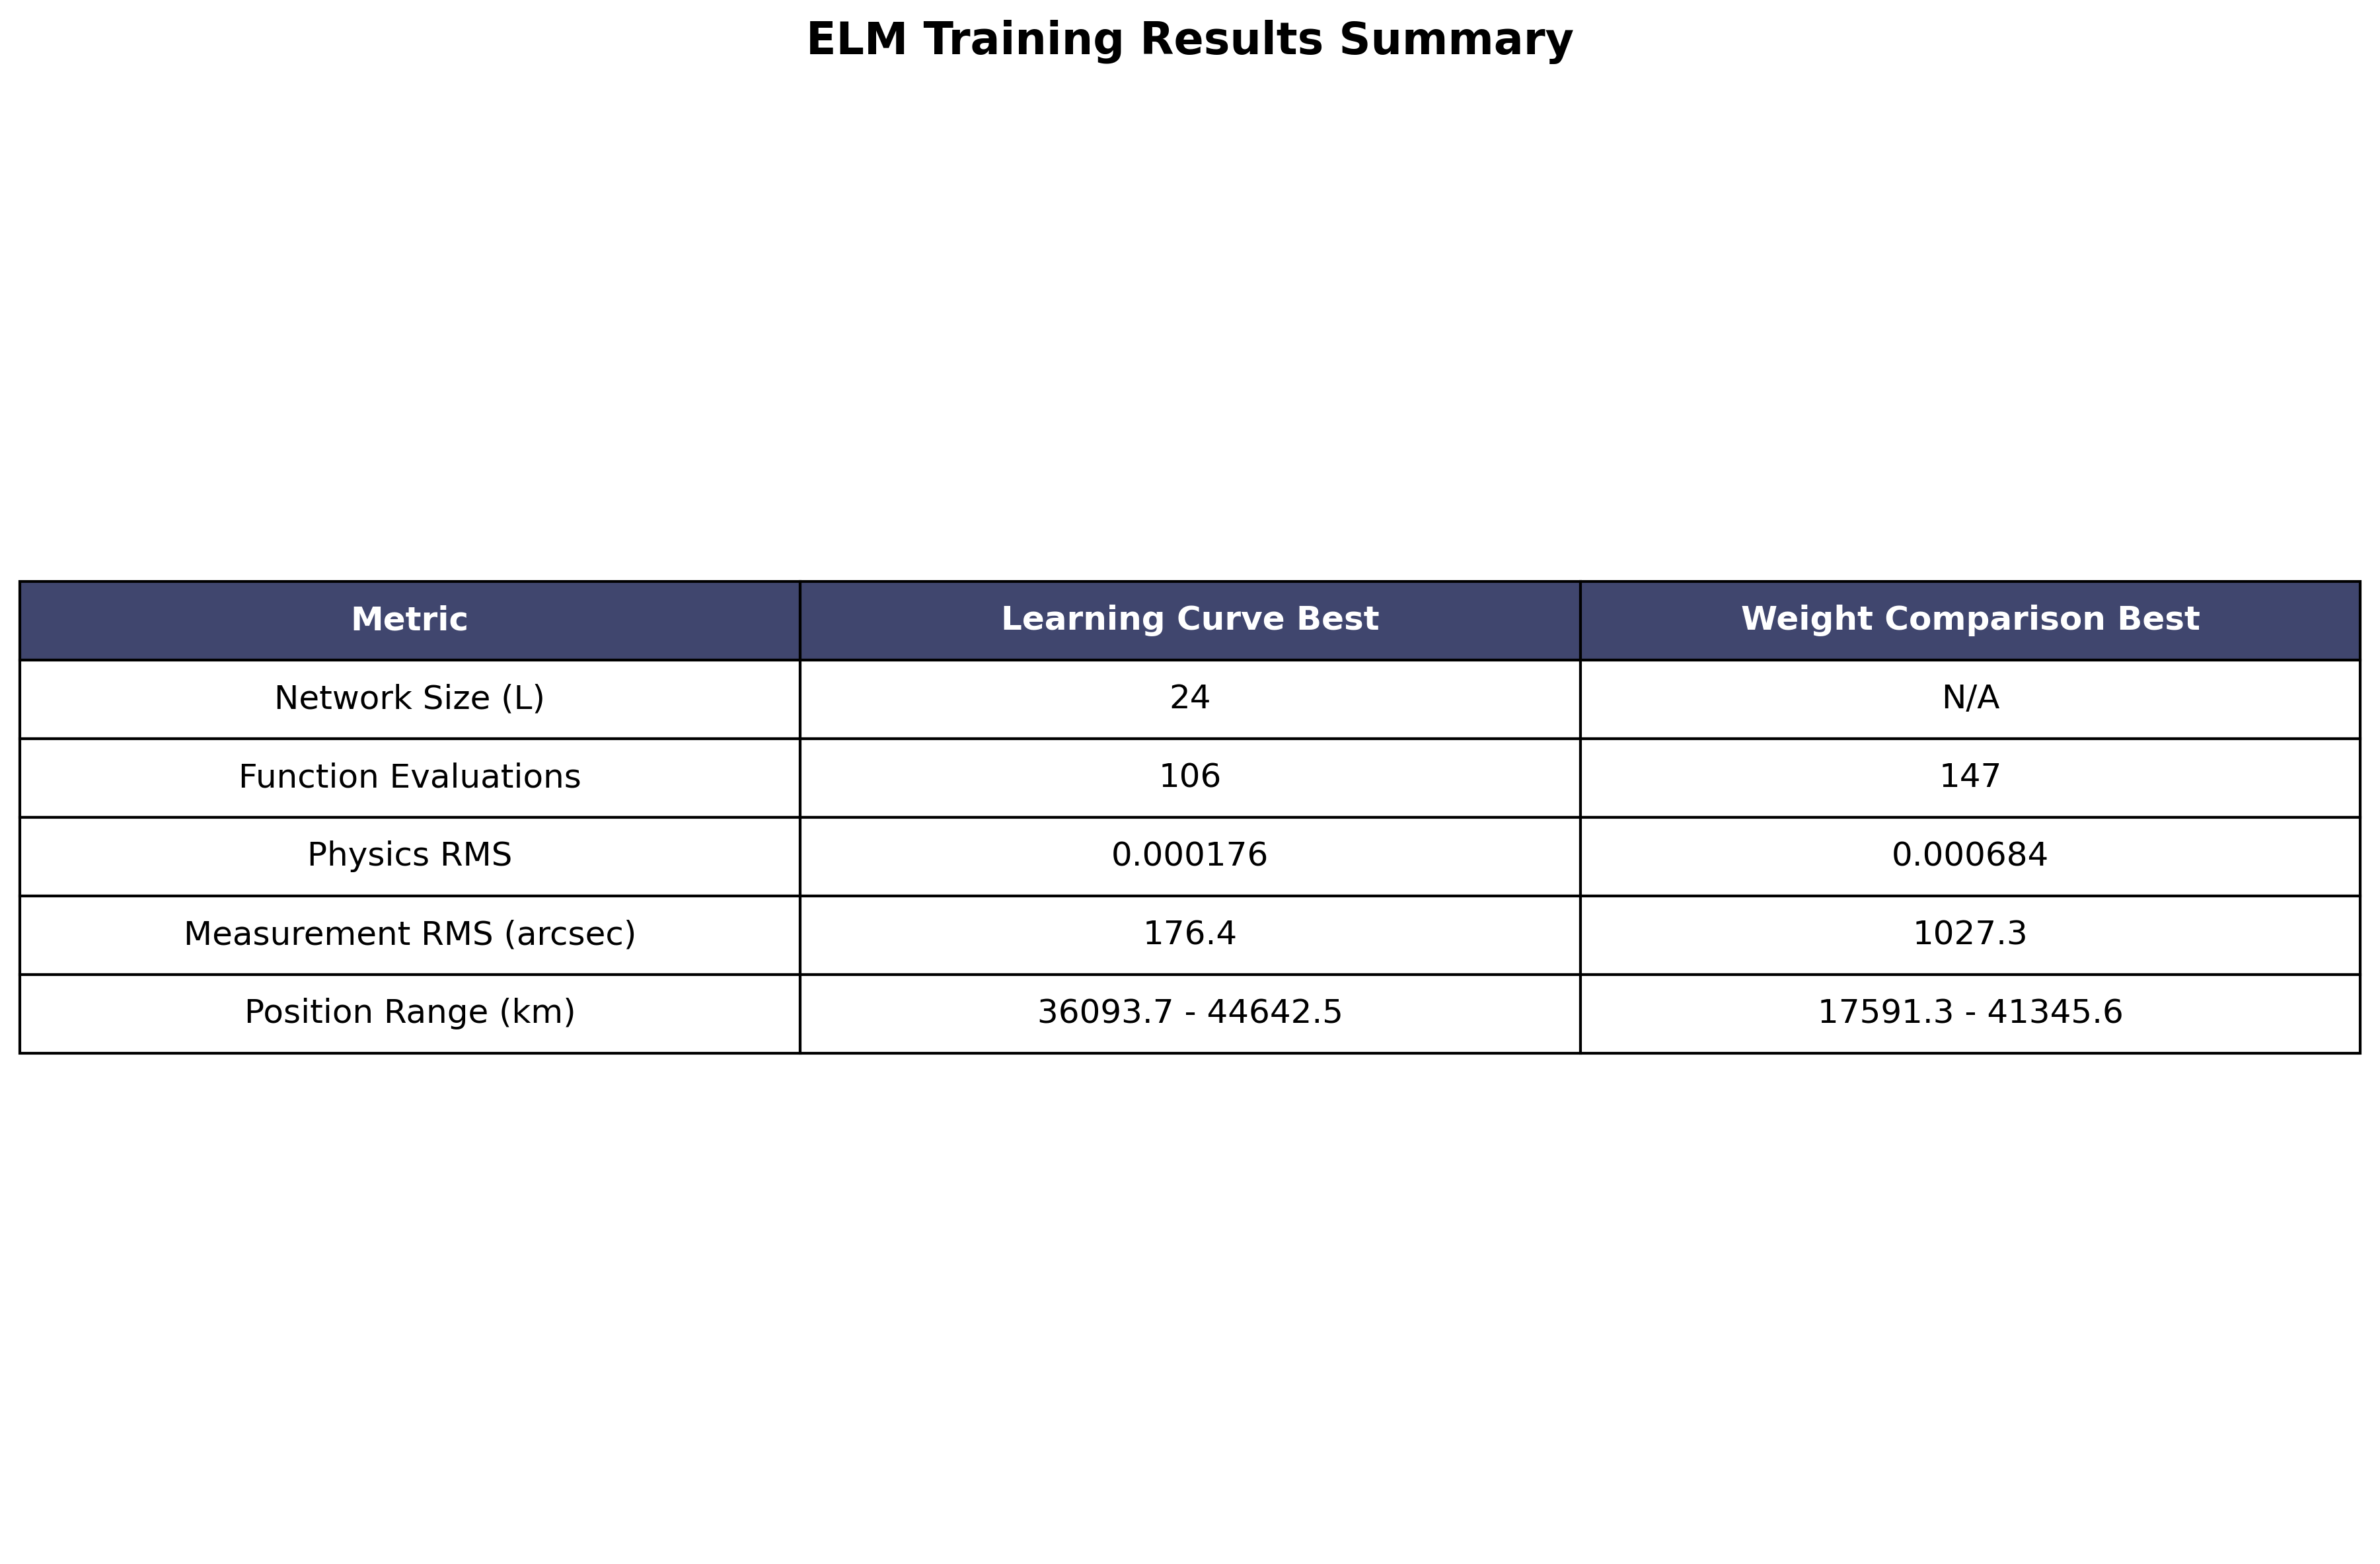 ELM Training Results Summary
Metric Learning Curve Best Weight Comparison Best
Network Size (L) 24 N/A
Function Evaluations 106 147
Physics RMS 0.000176 0.000684
Measurement RMS (arcsec) 176.4 1027.3
Position Range (km) 36093.7 - 44642.5 17591.3 - 41345.6